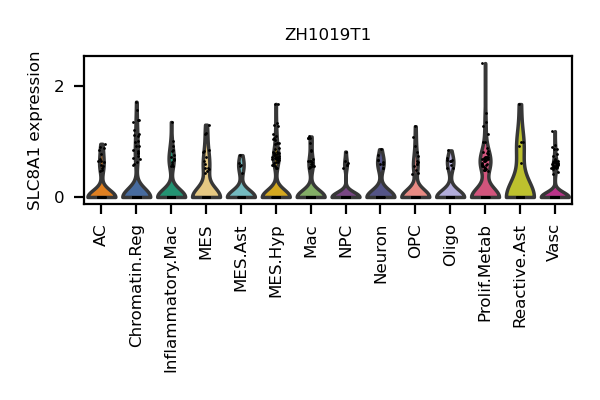 ZH1019T1
SLC8A1 expression
2
0
AC
Chromatin.Reg
Inflammatory.Mac
MES
MES.Ast
MES.Hyp
Mac
NPC
Neuron
OPC
Oligo
Prolif.Metab
Reactive.Ast
Vasc